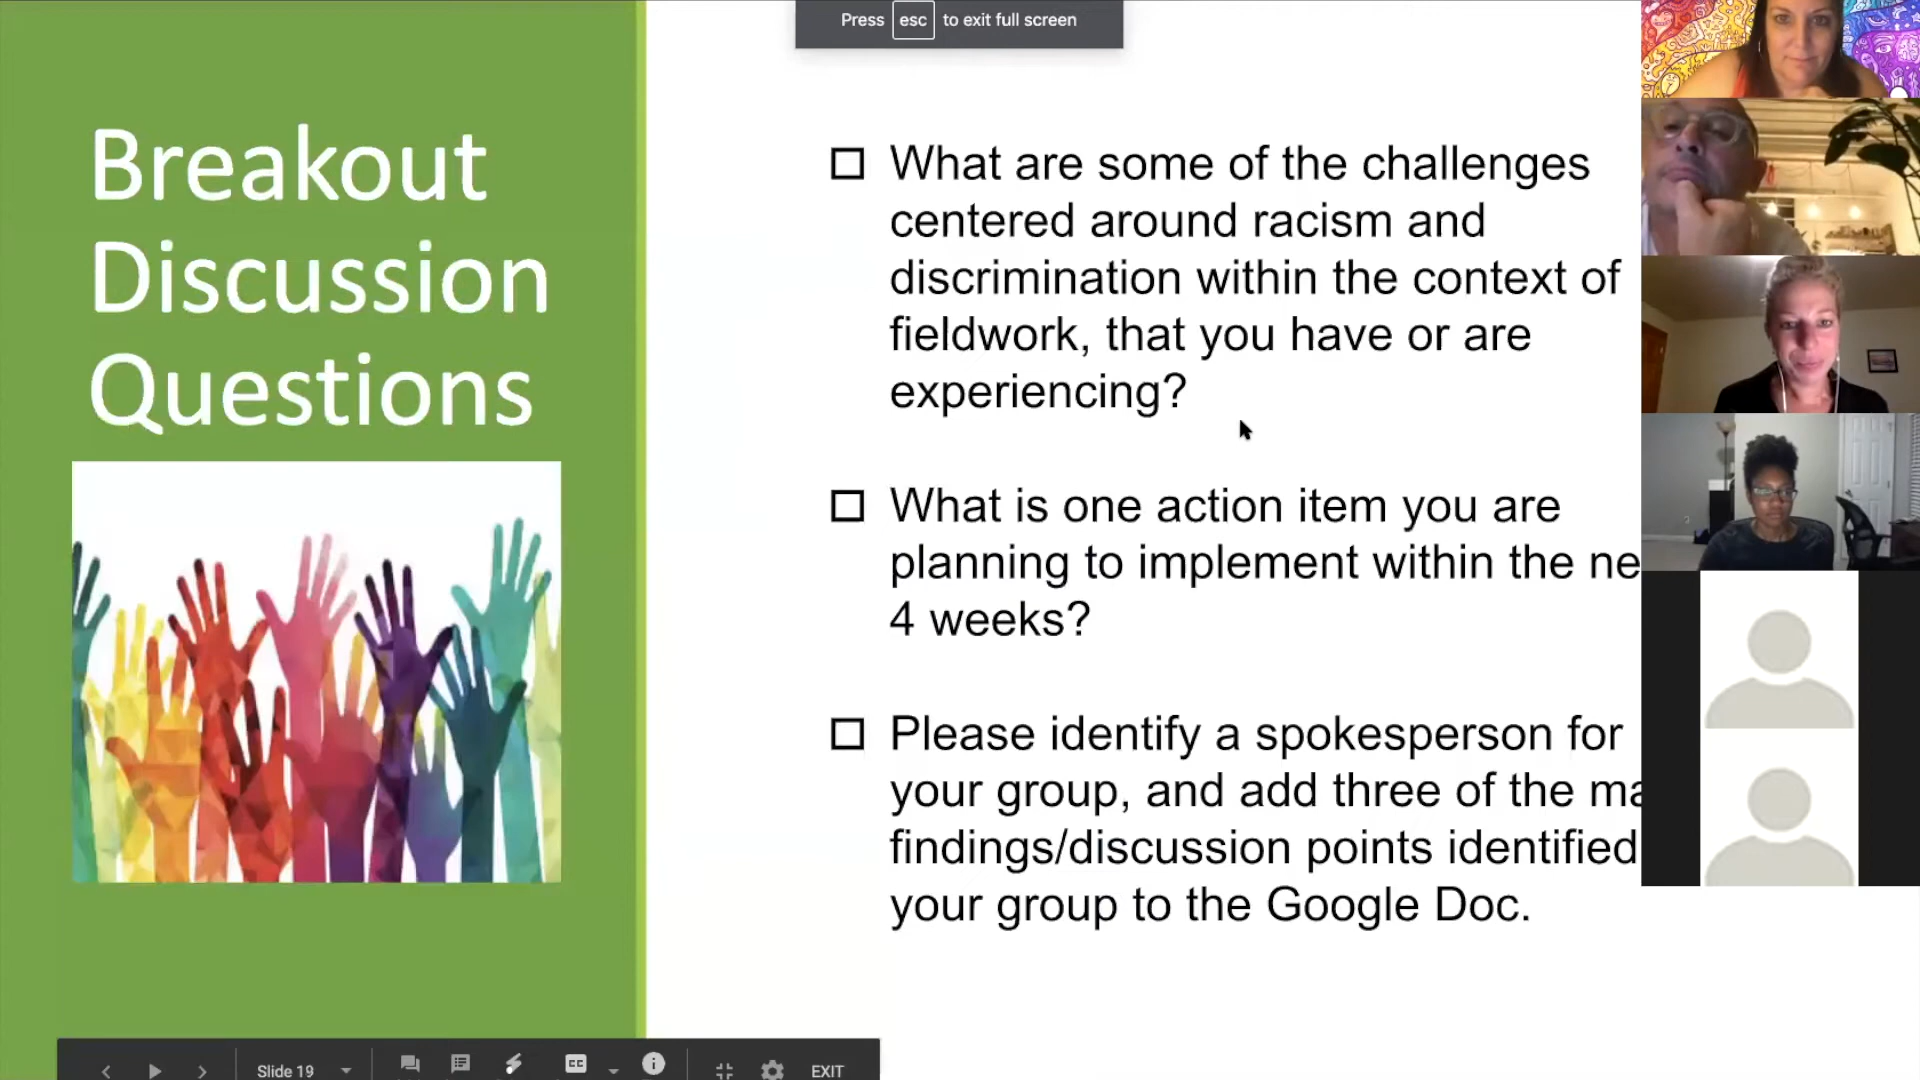 Press esc to exit full screen
Breakout
Discussion
Questions
What are some of the challenges
centered around racism and
discrimination within the context of
fieldwork, that you have or are
experiencing?
What is one action item you are
planning to implement within the ne
4 weeks?
Please identify a spokesperson for
your group, and add three of the ma
findings/discussion points identified
your group to the Google Doc.
Slide 19
CC
EXIT